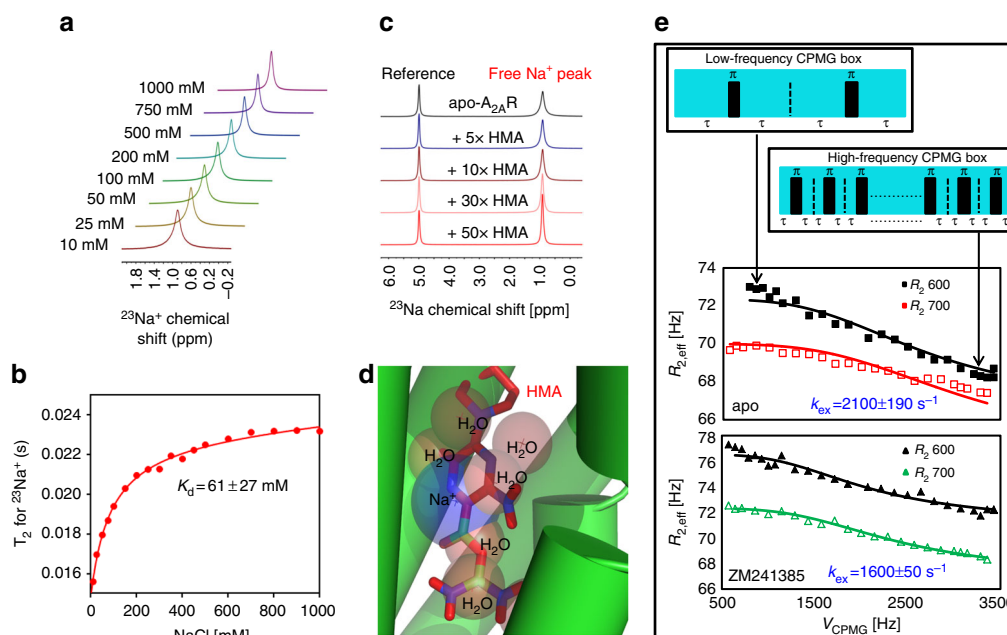 a
1000 mM
750 mM
500 mM
200 mM
100 mM
50 mM
25 mM
10 mM
1.8
1.4
1.0
0.6
0.2
−0.2
²³Na⁺ chemical
shift (ppm)
b
T₂ for ²³Na⁺ (s)
0.024
0.022
0.020
0.018
0.016
K_d=61±27 mM
0 200 400 600 800 1000
NaCl [mM]
c
Reference
Free Na⁺ peak
apo-A₂AR
+ 5× HMA
+ 10× HMA
+ 30× HMA
+ 50× HMA
6.0
5.0
4.0
3.0
2.0
1.0
0.0
²³Na chemical shift [ppm]
d
HMA
H₂O
H₂O
H₂O
H₂O
Na⁺
H₂O
H₂O
e
Low-frequency CPMG box
π π
τ τ τ τ
High-frequency CPMG box
π π π π π π
τ τ τ τ τ τ τ τ
R₂,eff [Hz]
74
72
70
68
66
R₂ 600
R₂ 700
apo
k_ex=2100±190 s⁻¹
R₂,eff [Hz]
78
75
72
69
66
R₂ 600
R₂ 700
ZM241385
k_ex=1600±50 s⁻¹
500 1500 2500 3500
V_CPMG [Hz]